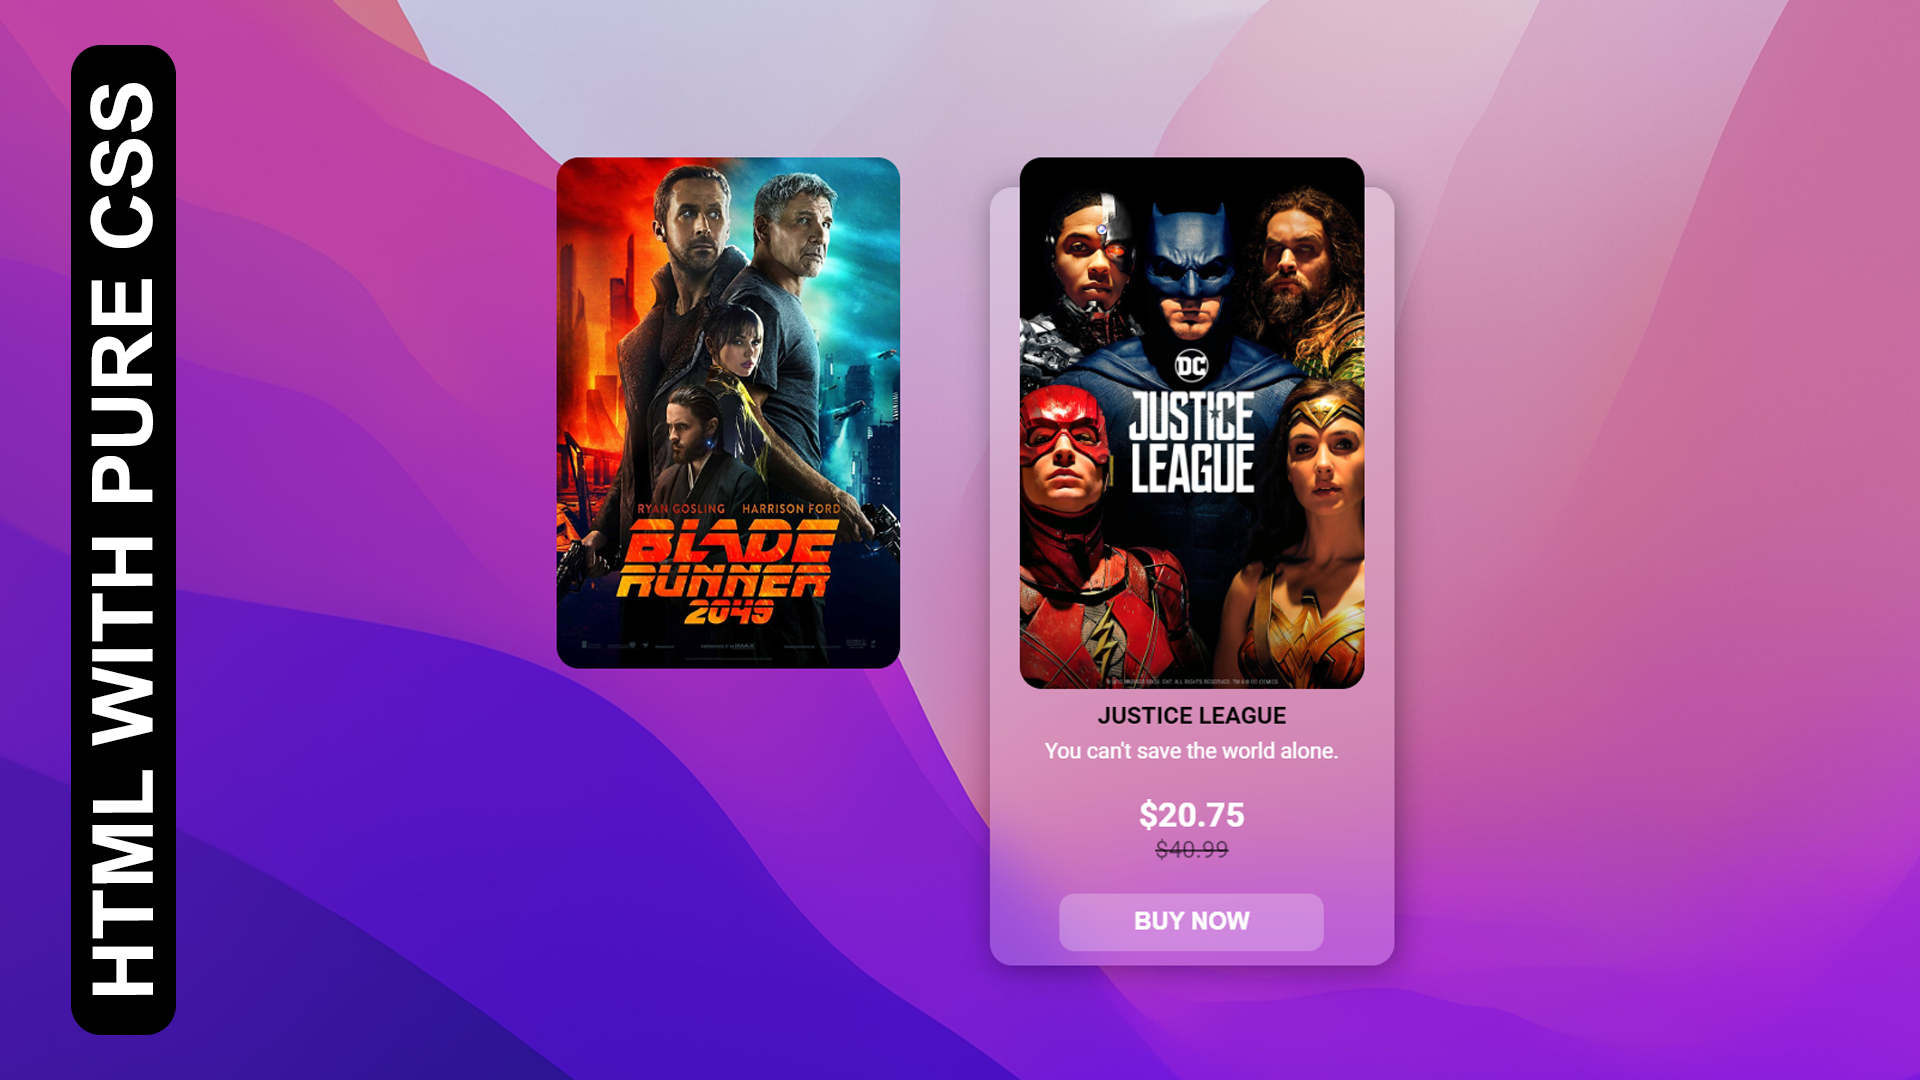 HTML WITH PURE CSS
RYAN GOSLING HARRISON FORD
BLADE
RUNNER
2049
DC
JUSTICE
LEAGUE
JUSTICE LEAGUE
You can't save the world alone.
$20.75
$40.99
BUY NOW